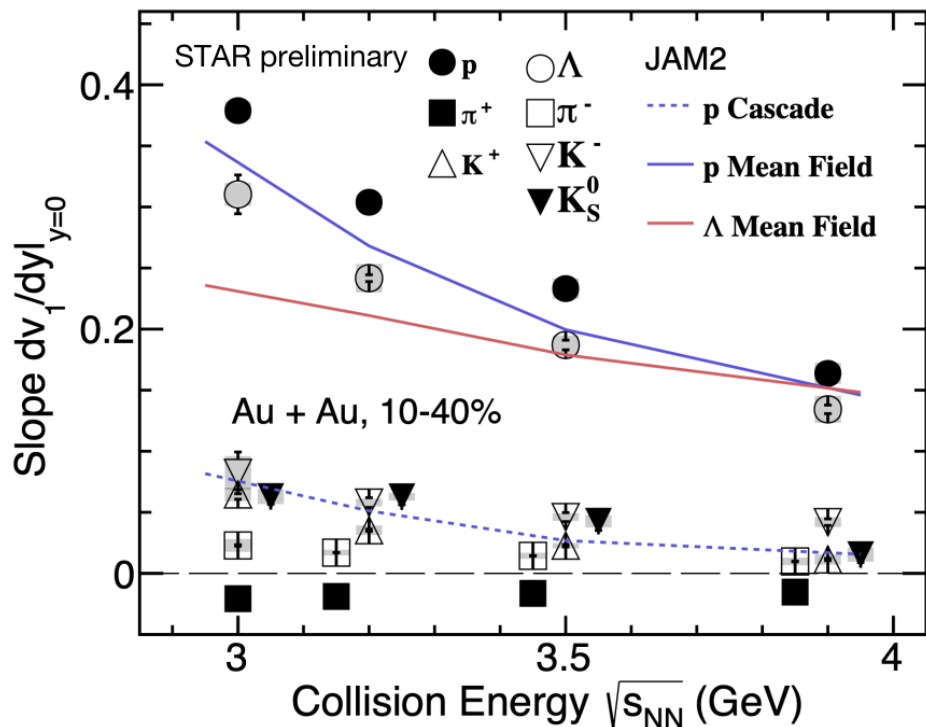 STAR preliminary
p
Λ
π⁺
π⁻
K⁺
K⁻
K⁰S
JAM2
p Cascade
p Mean Field
Λ Mean Field
Au + Au, 10-40%
Slope dv₁/dy|y=0
0.4
0.2
0
3
3.5
4
Collision Energy √sNN (GeV)